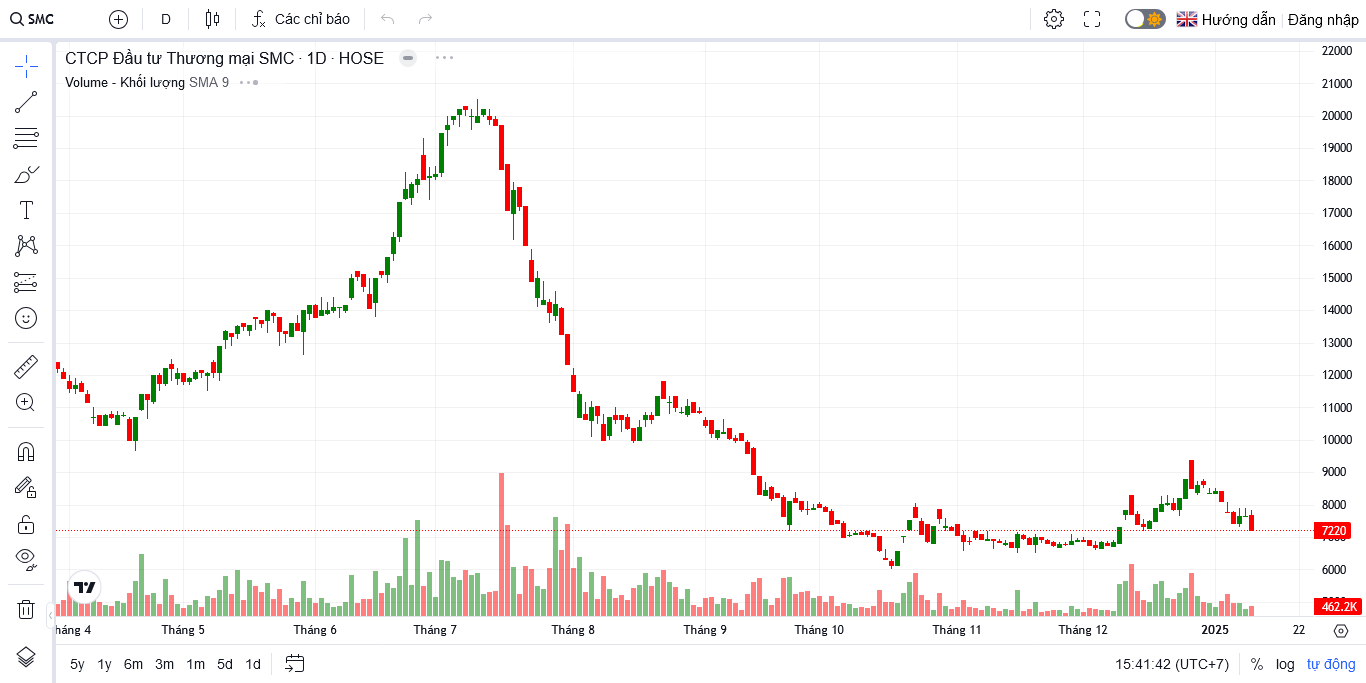 SMC D Các chỉ báo Hướng dẫn Đăng nhập
CTCP Đầu tư Thương mại SMC · 1D · HOSE
Volume - Khối lượng SMA 9
22000
21000
20000
19000
18000
17000
16000
15000
14000
13000
12000
11000
10000
9000
8000
7220
6000
462.2K
háng 4 Tháng 5 Tháng 6 Tháng 7 Tháng 8 Tháng 9 Tháng 10 Tháng 11 Tháng 12 2025 22
5y 1y 6m 3m 1m 5d 1d 15:41:42 (UTC+7) % log tự động